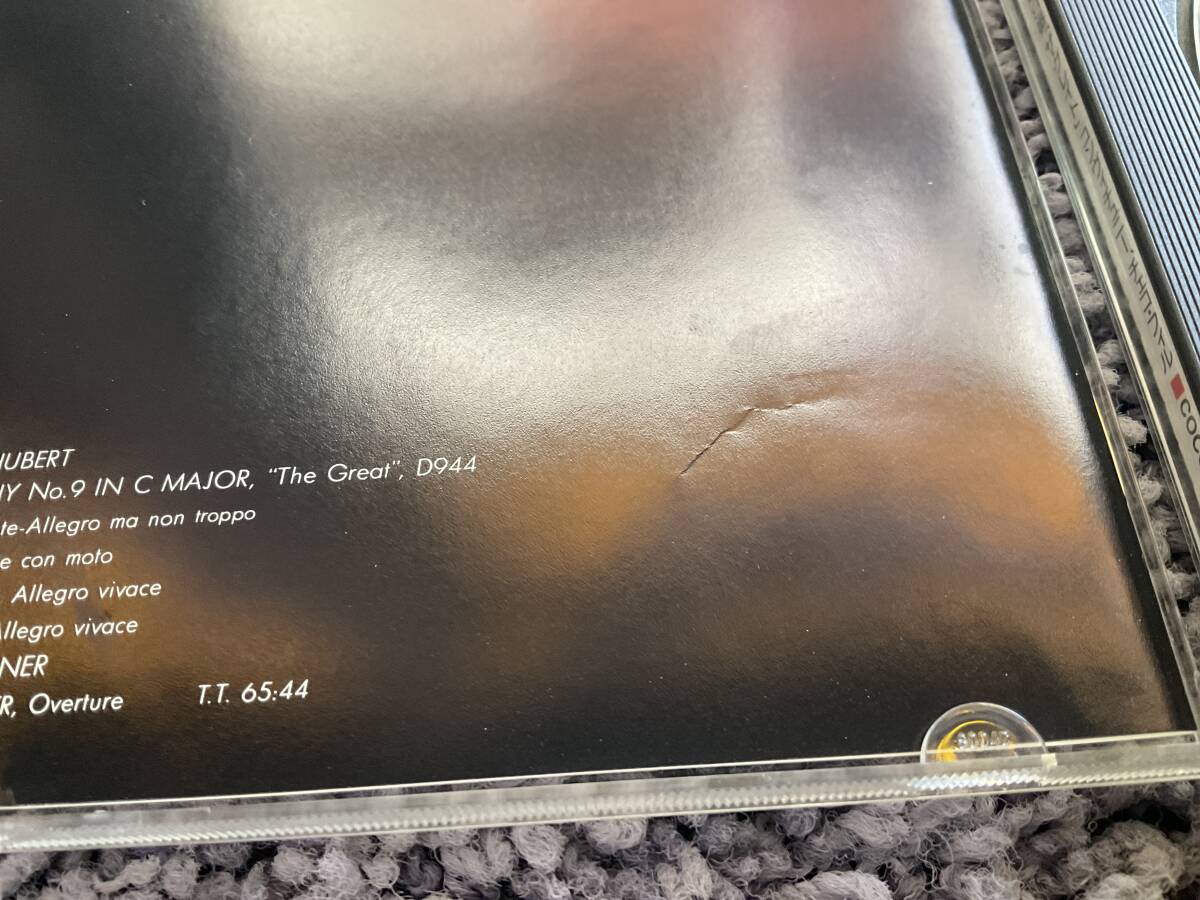 HUBERT
NY No.9 IN C MAJOR, “The Great”, D944
te-Allegro ma non troppo
e con moto
Allegro vivace
Allegro vivace
NER
R, Overture T.T. 65:44